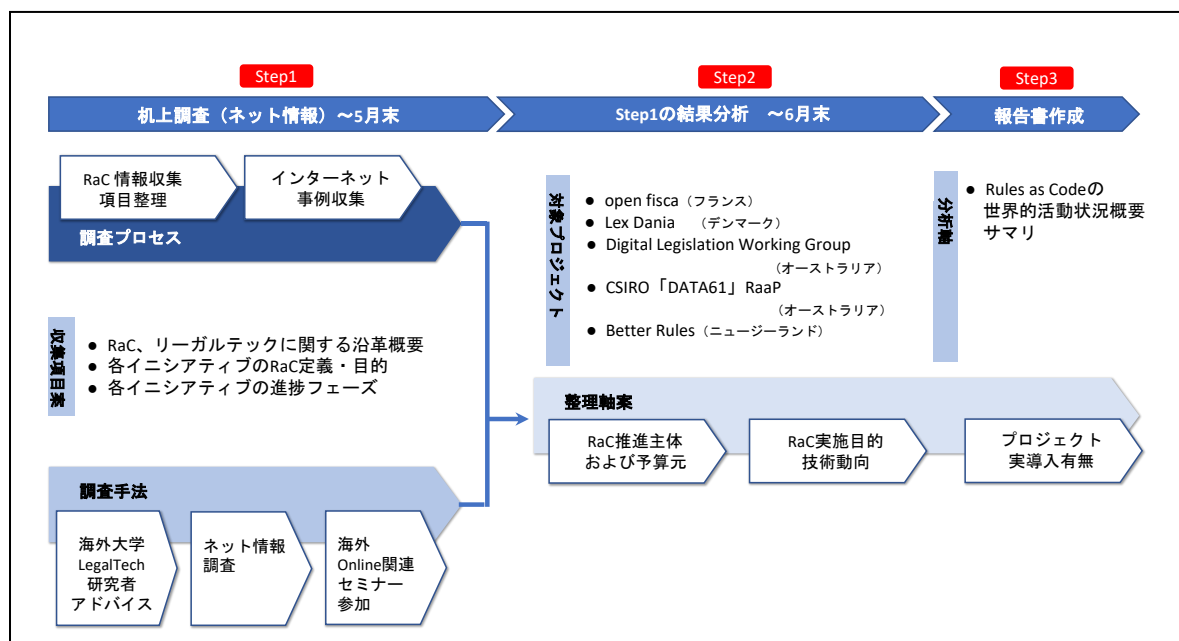 Step1
机上調査（ネット情報）～5月末
RaC 情報収集
項目整理
インターネット
事例収集
調査プロセス
収集項目案
● RaC、リーガルテックに関する沿革概要
● 各イニシアティブのRaC定義・目的
● 各イニシアティブの進捗フェーズ
調査手法
海外大学
LegalTech
研究者
アドバイス
ネット情報
調査
海外
Online関連
セミナー
参加
Step2
Step1の結果分析　～6月末
対象プロジェクト
● open fisca（フランス）
● Lex Dania　（デンマーク）
● Digital Legislation Working Group
（オーストラリア）
● CSIRO「DATA61」RaaP
（オーストラリア）
● Better Rules（ニュージーランド）
Step3
報告書作成
分析軸
● Rules as Codeの
世界的活動状況概要
サマリ
整理軸案
RaC推進主体
および予算元
RaC実施目的
技術動向
プロジェクト
実導入有無